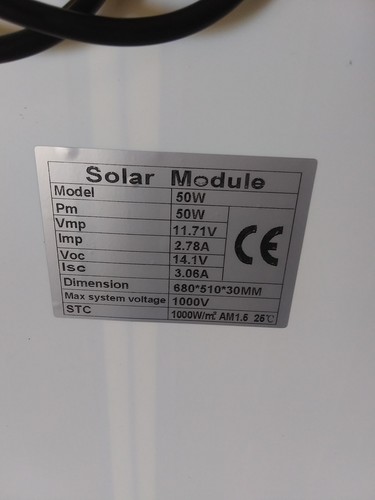 Solar Module
Model 50W
Pm 50W
Vmp 11.71V
Imp 2.78A
Voc 14.1V
Isc 3.06A
CE
Dimension 680*510*30MM
Max system voltage 1000V
STC 1000W/㎡ AM1.5 25℃